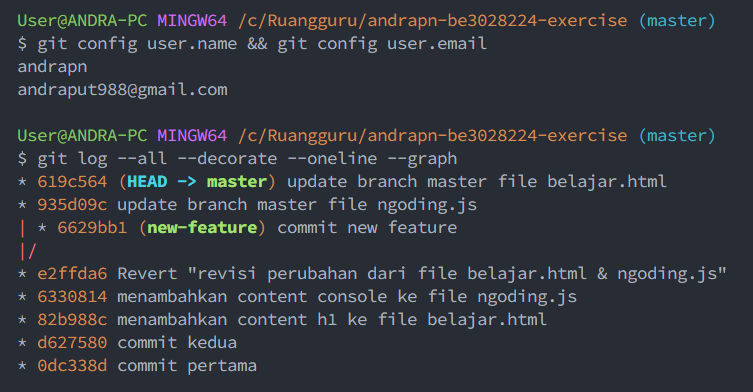 User@ANDRA-PC MINGW64 /c/Ruangguru/andrapn-be3028224-exercise (master)
$ git config user.name && git config user.email
andrapn
andraput988@gmail.com

User@ANDRA-PC MINGW64 /c/Ruangguru/andrapn-be3028224-exercise (master)
$ git log --all --decorate --oneline --graph
* 619c564 (HEAD -> master) update branch master file belajar.html
* 935d09c update branch master file ngoding.js
| * 6629bb1 (new-feature) commit new feature
|/
* e2ffda6 Revert "revisi perubahan dari file belajar.html & ngoding.js"
* 6330814 menambahkan content console ke file ngoding.js
* 82b988c menambahkan content h1 ke file belajar.html
* d627580 commit kedua
* 0dc338d commit pertama